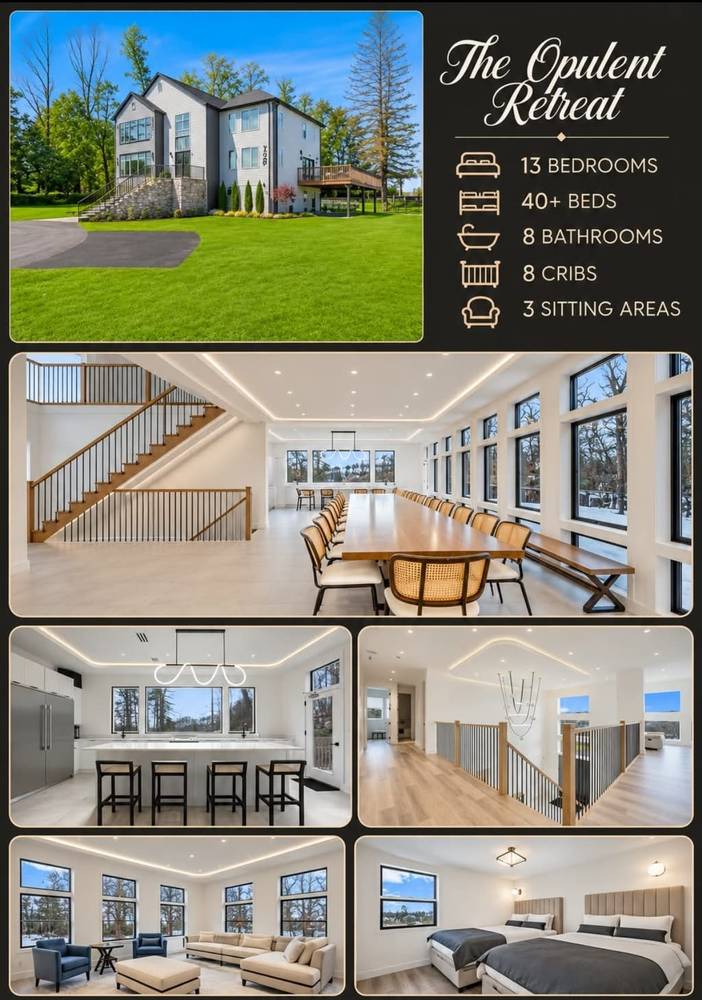 The Opulent
Retreat
13 BEDROOMS
40+ BEDS
8 BATHROOMS
8 CRIBS
3 SITTING AREAS